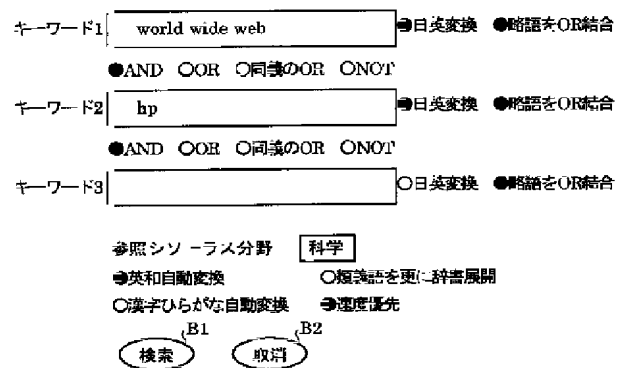 キーワード1 world wide web ●日英変換 ●略語をOR結合
●AND ○OR ○同義のOR ○NOT
キーワード2 hp ●日英変換 ●略語をOR結合
●AND ○OR ○同義のOR ○NOT
キーワード3 ○日英変換 ●略語をOR結合
参照シソーラス分野 科学
●英和自動変換 ○類義語を更に辞書展開
○漢字ひらがな自動変換 ●速度優先
B1 B2
検索 取消